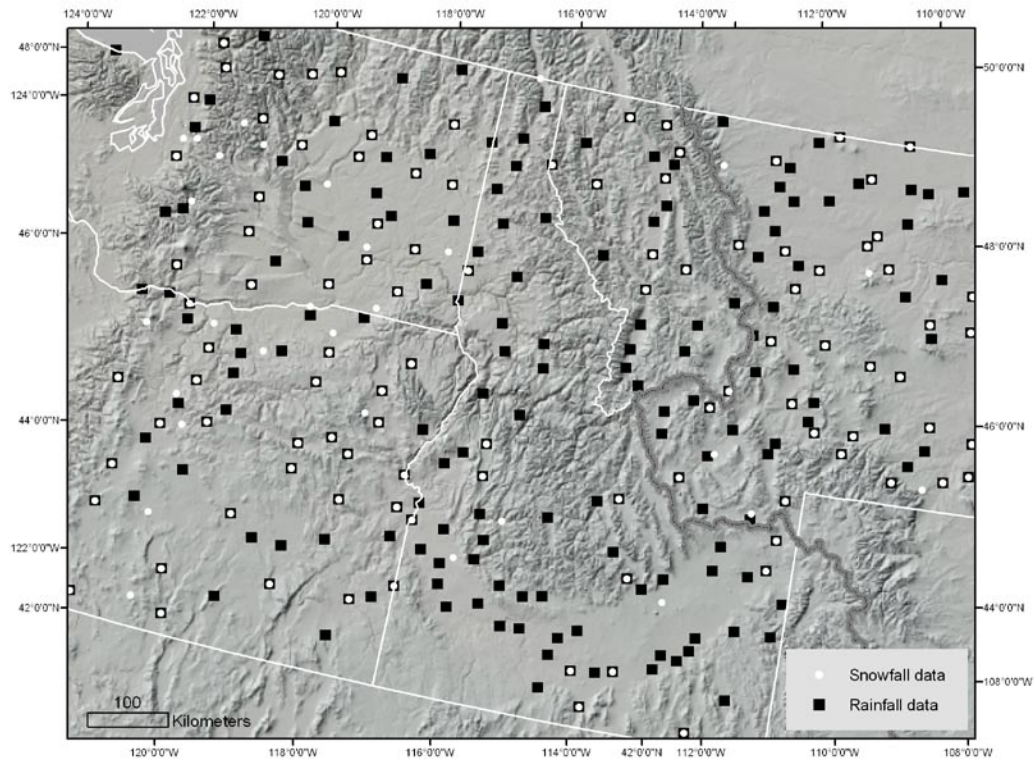 124°0'0"W 122°0'0"W 120°0'0"W 118°0'0"W 116°0'0"W 114°0'0"W 112°0'0"W 110°0'0"W
48°0'0"N
50°0'0"N
124°0'0"W
46°0'0"N
48°0'0"N
44°0'0"N
46°0'0"N
122°0'0"W
42°0'0"N
44°0'0"N
Snowfall data
108°0'0"W
Rainfall data
100
Kilometers
120°0'0"W 118°0'0"W 116°0'0"W 114°0'0"W 42°0'0"N 112°0'0"W 110°0'0"W 108°0'0"W